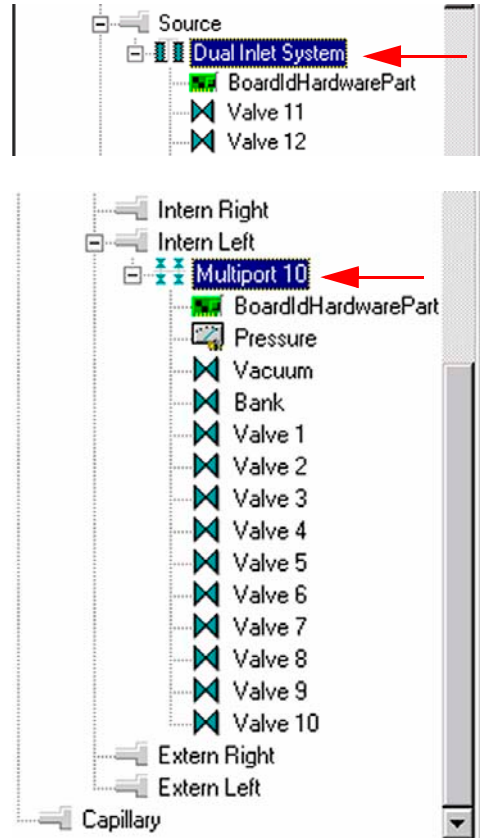 Source
Dual Inlet System
BoardIdHardwarePart
Valve 11
Valve 12
Intern Right
Intern Left
Multiport 10
BoardIdHardwarePart
Pressure
Vacuum
Bank
Valve 1
Valve 2
Valve 3
Valve 4
Valve 5
Valve 6
Valve 7
Valve 8
Valve 9
Valve 10
Extern Right
Extern Left
Capillary